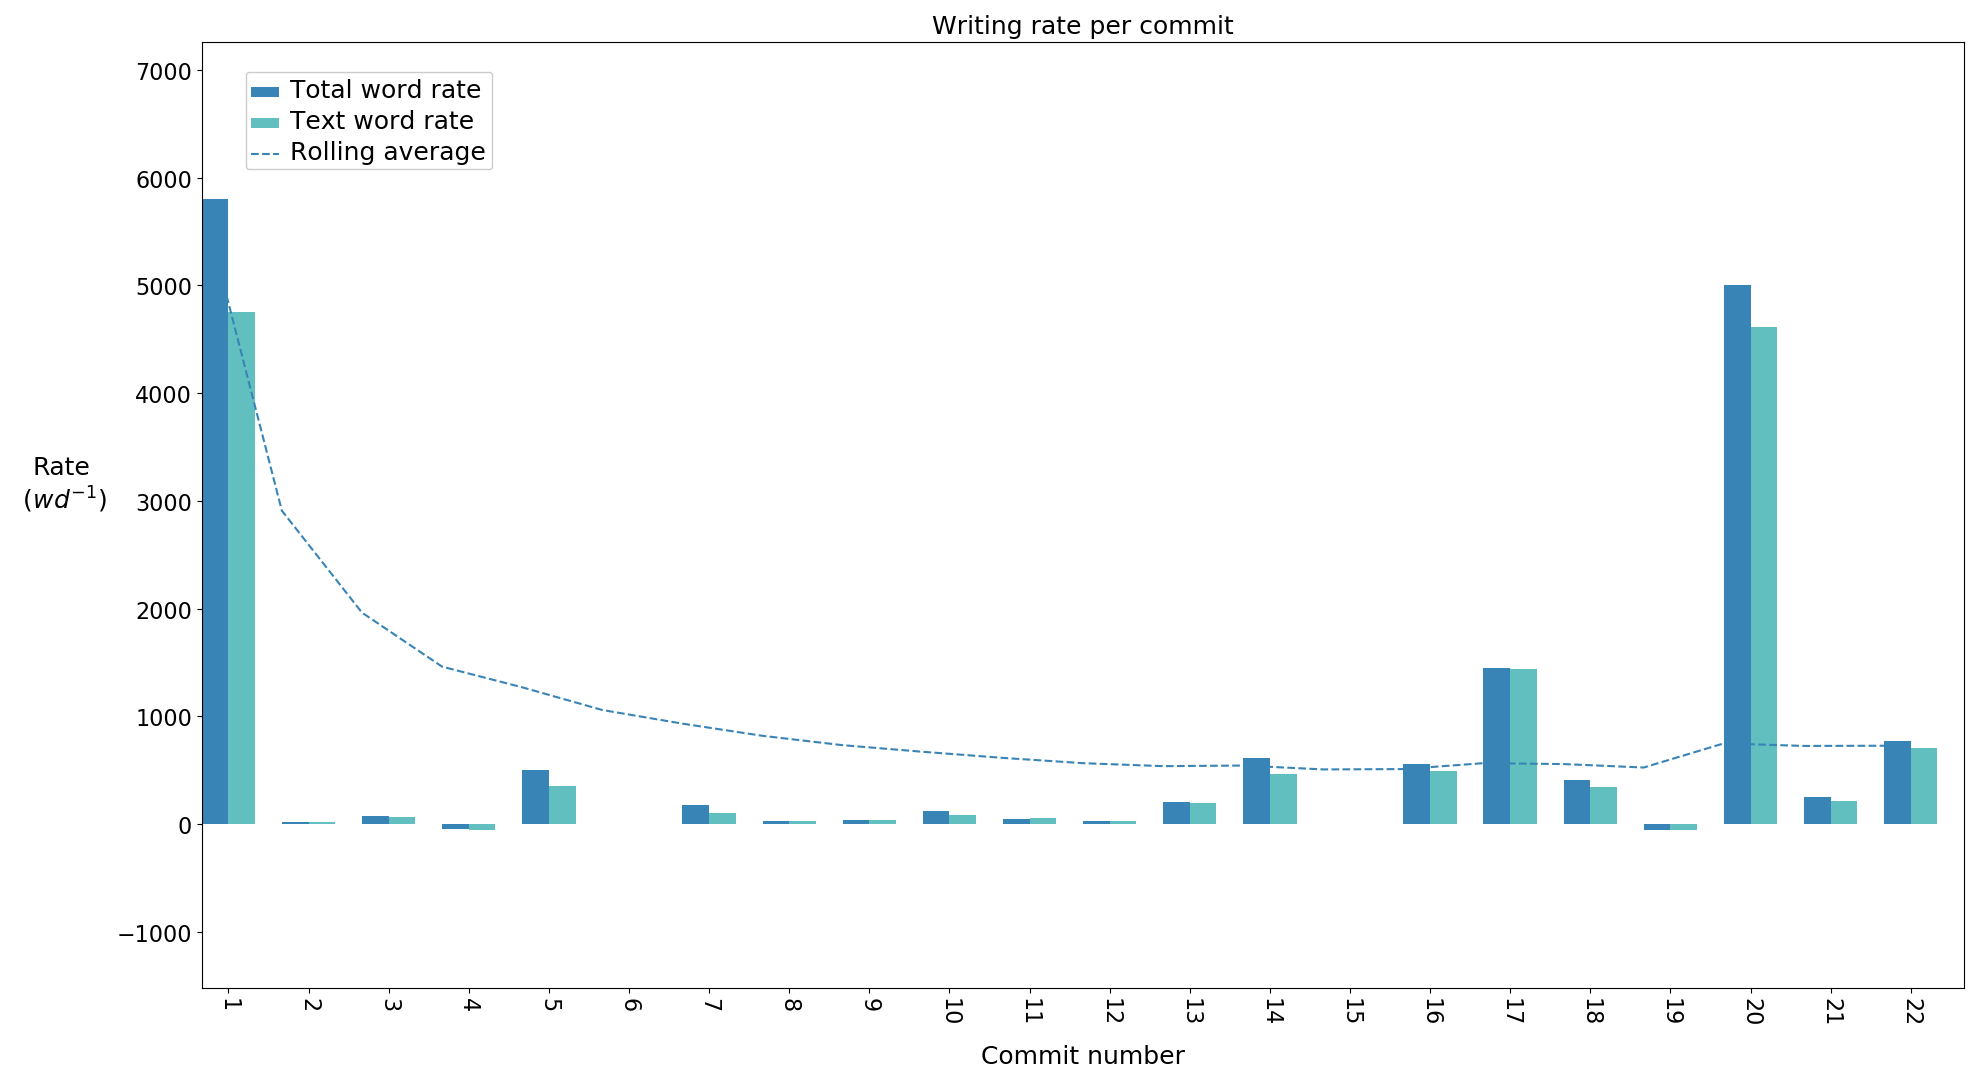 Writing rate per commit
Total word rate
Text word rate
Rolling average
7000
6000
5000
4000
3000
2000
1000
0
−1000
Rate
(wd⁻¹)
1 2 3 4 5 6 7 8 9 10 11 12 13 14 15 16 17 18 19 20 21 22
Commit number